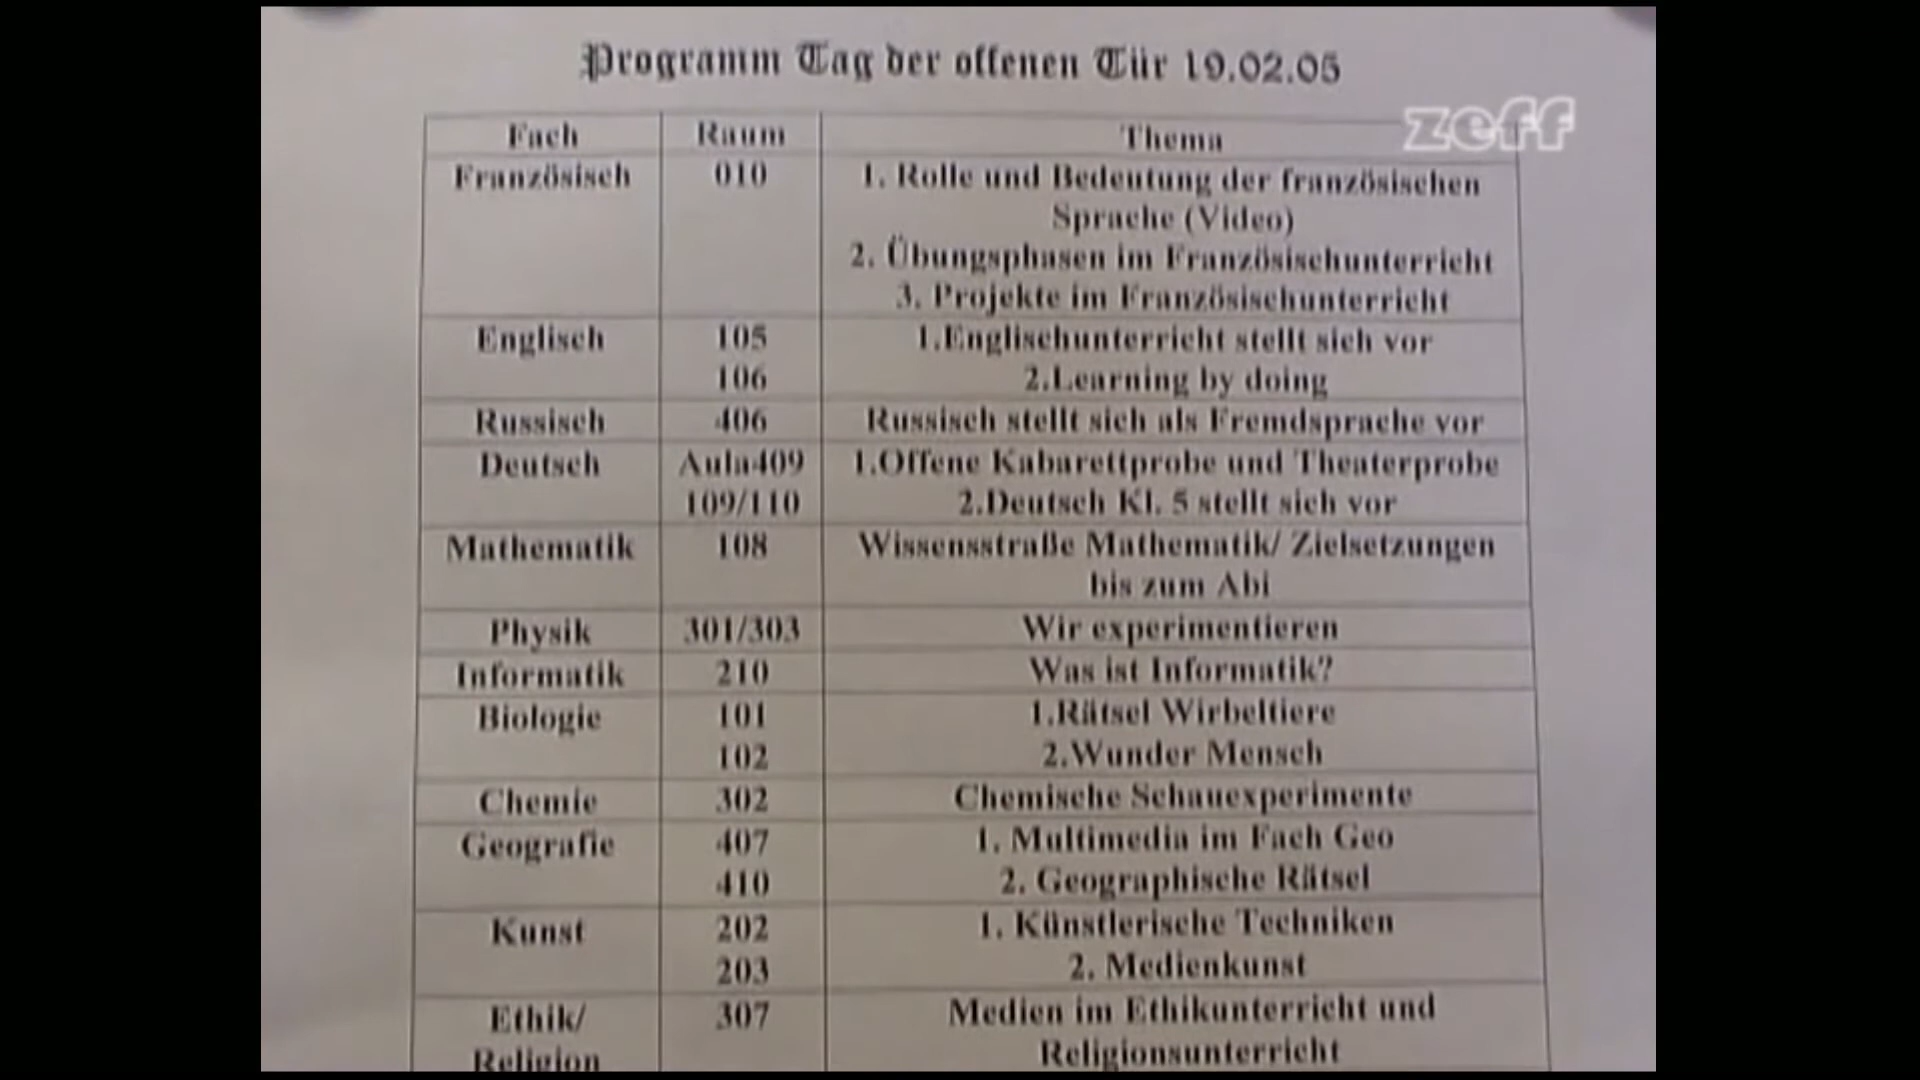 Programm Tag der offenen Tür 19.02.05
zeff
Fach Raum Thema
Französisch 010 1. Rolle und Bedeutung der französischen
Sprache (Video)
2. Übungsphasen im Französischunterricht
3. Projekte im Französischunterricht
Englisch 105 1.Englischunterricht stellt sich vor
106 2.Learning by doing
Russisch 406 Russisch stellt sich als Fremdsprache vor
Deutsch Aula409 1.Offene Kabarettprobe und Theaterprobe
109/110 2.Deutsch Kl. 5 stellt sich vor
Mathematik 108 Wissensstraße Mathematik/ Zielsetzungen
bis zum Abi
Physik 301/303 Wir experimentieren
Informatik 210 Was ist Informatik?
Biologie 101 1.Rätsel Wirbeltiere
102 2.Wunder Mensch
Chemie 302 Chemische Schauexperimente
Geografie 407 1. Multimedia im Fach Geo
410 2. Geographische Rätsel
Kunst 202 1. Künstlerische Techniken
203 2. Medienkunst
Ethik/ 307 Medien im Ethikunterricht und
Religion Religionsunterricht